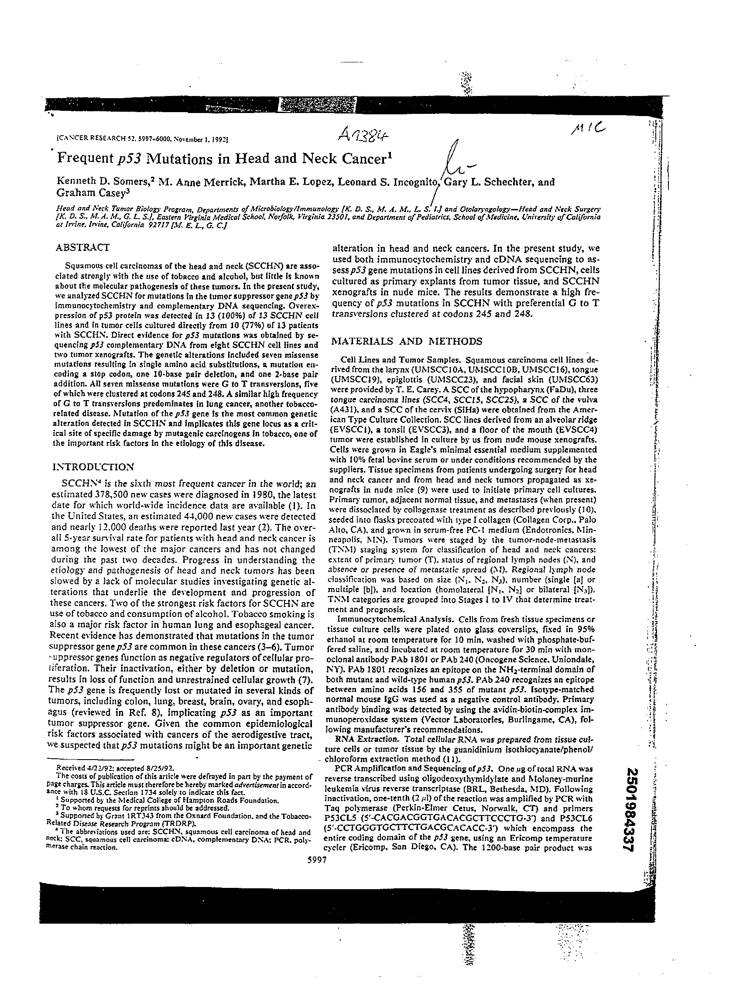 [CANCER RESEARCH 52, 5997-6000, November 1, 1992]
A1384
MIC
Frequent p53 Mutations in Head and Neck Cancer¹
Kenneth D. Somers,² M. Anne Merrick, Martha E. Lopez, Leonard S. Incognito, Gary L. Schechter, and
Graham Casey³
Head and Neck Tumor Biology Program, Departments of Microbiology/Immunology [K. D. S., M. A. M., L. S. I.] and Otolaryngology—Head and Neck Surgery
[K. D. S., M. A. M., G. L. S.], Eastern Virginia Medical School, Norfolk, Virginia 23501, and Department of Pediatrics, School of Medicine, University of California
at Irvine, Irvine, California 92717 [M. E. L., G. C.]
ABSTRACT
Squamous cell carcinomas of the head and neck (SCCHN) are asso-
ciated strongly with the use of tobacco and alcohol, but little is known
about the molecular pathogenesis of these tumors. In the present study,
we analyzed SCCHN for mutations in the tumor suppressor gene p53 by
immunocytochemistry and complementary DNA sequencing. Overex-
pression of p53 protein was detected in 13 (100%) of 13 SCCHN cell
lines and in tumor cells cultured directly from 10 (77%) of 13 patients
with SCCHN. Direct evidence for p53 mutations was obtained by se-
quencing p53 complementary DNA from eight SCCHN cell lines and
two tumor xenografts. The genetic alterations included seven missense
mutations resulting in single amino acid substitutions, a mutation en-
coding a stop codon, one 10-base pair deletion, and one 2-base pair
addition. All seven missense mutations were G to T transversions, five
of which were clustered at codons 245 and 248. A similar high frequency
of G to T transversions predominates in lung cancer, another tobacco-
related disease. Mutation of the p53 gene is the most common genetic
alteration detected in SCCHN and implicates this gene locus as a crit-
ical site of specific damage by mutagenic carcinogens in tobacco, one of
the important risk factors in the etiology of this disease.
INTRODUCTION
SCCHN⁴ is the sixth most frequent cancer in the world; an
estimated 378,500 new cases were diagnosed in 1980, the latest
date for which world-wide incidence data are available (1). In
the United States, an estimated 44,000 new cases were detected
and nearly 12,000 deaths were reported last year (2). The over-
all 5-year survival rate for patients with head and neck cancer is
among the lowest of the major cancers and has not changed
during the past two decades. Progress in understanding the
etiology and pathogenesis of head and neck tumors has been
slowed by a lack of molecular studies investigating genetic al-
terations that underlie the development and progression of
these cancers. Two of the strongest risk factors for SCCHN are
use of tobacco and consumption of alcohol. Tobacco smoking is
also a major risk factor in human lung and esophageal cancer.
Recent evidence has demonstrated that mutations in the tumor
suppressor gene p53 are common in these cancers (3–6). Tumor
suppressor genes function as negative regulators of cellular pro-
liferation. Their inactivation, either by deletion or mutation,
results in loss of function and unrestrained cellular growth (7).
The p53 gene is frequently lost or mutated in several kinds of
tumors, including colon, lung, breast, brain, ovary, and esoph-
agus (reviewed in Ref. 8), implicating p53 as an important
tumor suppressor gene. Given the common epidemiological
risk factors associated with cancers of the aerodigestive tract,
we suspected that p53 mutations might be an important genetic
Received 4/22/92; accepted 8/25/92.
The costs of publication of this article were defrayed in part by the payment of
page charges. This article must therefore be hereby marked advertisement in accord-
ance with 18 U.S.C. Section 1734 solely to indicate this fact.
¹ Supported by the Medical College of Hampton Roads Foundation.
² To whom requests for reprints should be addressed.
³ Supported by Grant 1RT343 from the Oxnard Foundation, and the Tobacco-
Related Disease Research Program (TRDRP).
⁴ The abbreviations used are: SCCHN, squamous cell carcinoma of head and
neck; SCC, squamous cell carcinoma; cDNA, complementary DNA; PCR, poly-
merase chain reaction.
alteration in head and neck cancers. In the present study, we
used both immunocytochemistry and cDNA sequencing to as-
sess p53 gene mutations in cell lines derived from SCCHN, cells
cultured as primary explants from tumor tissue, and SCCHN
xenografts in nude mice. The results demonstrate a high fre-
quency of p53 mutations in SCCHN with preferential G to T
transversions clustered at codons 245 and 248.
MATERIALS AND METHODS
Cell Lines and Tumor Samples. Squamous carcinoma cell lines de-
rived from the larynx (UMSCC10A, UMSCC10B, UMSCC16), tongue
(UMSCC19), epiglottis (UMSCC23), and facial skin (UMSCC63)
were provided by T. E. Carey. A SCC of the hypopharynx (FaDu), three
tongue carcinoma lines (SCC4, SCC15, SCC25), a SCC of the vulva
(A431), and a SCC of the cervix (SIHa) were obtained from the Amer-
ican Type Culture Collection. SCC lines derived from an alveolar ridge
(EVSCC1), a tonsil (EVSCC3), and a floor of the mouth (EVSCC4)
tumor were established in culture by us from nude mouse xenografts.
Cells were grown in Eagle's minimal essential medium supplemented
with 10% fetal bovine serum or under conditions recommended by the
suppliers. Tissue specimens from patients undergoing surgery for head
and neck cancer and from head and neck tumors propagated as xe-
nografts in nude mice (9) were used to initiate primary cell cultures.
Primary tumor, adjacent normal tissue, and metastases (when present)
were dissociated by collagenase treatment as described previously (10),
seeded into flasks precoated with type I collagen (Collagen Corp., Palo
Alto, CA), and grown in serum-free PC-1 medium (Endotronics, Min-
neapolis, MN). Tumors were staged by the tumor-node-metastasis
(TNM) staging system for classification of head and neck cancers:
extent of primary tumor (T), status of regional lymph nodes (N), and
absence or presence of metastatic spread (M). Regional lymph node
classification was based on size (N₁, N₂, N₃), number (single [a] or
multiple [b]), and location (homolateral [N₁, N₂] or bilateral [N₃]).
TNM categories are grouped into Stages I to IV that determine treat-
ment and prognosis.
Immunocytochemical Analysis. Cells from fresh tissue specimens or
tissue culture cells were plated onto glass coverslips, fixed in 95%
ethanol at room temperature for 10 min, washed with phosphate-buf-
fered saline, and incubated at room temperature for 30 min with mon-
oclonal antibody PAb 1801 or PAb 240 (Oncogene Science, Uniondale,
NY). PAb 1801 recognizes an epitope on the NH₂-terminal domain of
both mutant and wild-type human p53. PAb 240 recognizes an epitope
between amino acids 156 and 355 of mutant p53. Isotype-matched
normal mouse IgG was used as a negative control antibody. Primary
antibody binding was detected by using the avidin-biotin-complex im-
munoperoxidase system (Vector Laboratories, Burlingame, CA), fol-
lowing manufacturer's recommendations.
RNA Extraction. Total cellular RNA was prepared from tissue cul-
ture cells or tumor tissue by the guanidinium isothiocyanate/phenol/
chloroform extraction method (11).
PCR Amplification and Sequencing of p53. One μg of total RNA was
reverse transcribed using oligodeoxythymidylate and Moloney-murine
leukemia virus reverse transcriptase (BRL, Bethesda, MD). Following
inactivation, one-tenth (2 μl) of the reaction was amplified by PCR with
Taq polymerase (Perkin-Elmer Cetus, Norwalk, CT) and primers
P53CL5 (5'-CACGACGGTGACACGCTTCCCTG-3') and P53CL6
(5'-CCTGGGTGCTTCTGACGCACACC-3') which encompass the
entire coding domain of the p53 gene, using an Ericomp temperature
cycler (Ericomp, San Diego, CA). The 1200-base pair product was
5997
2501984337